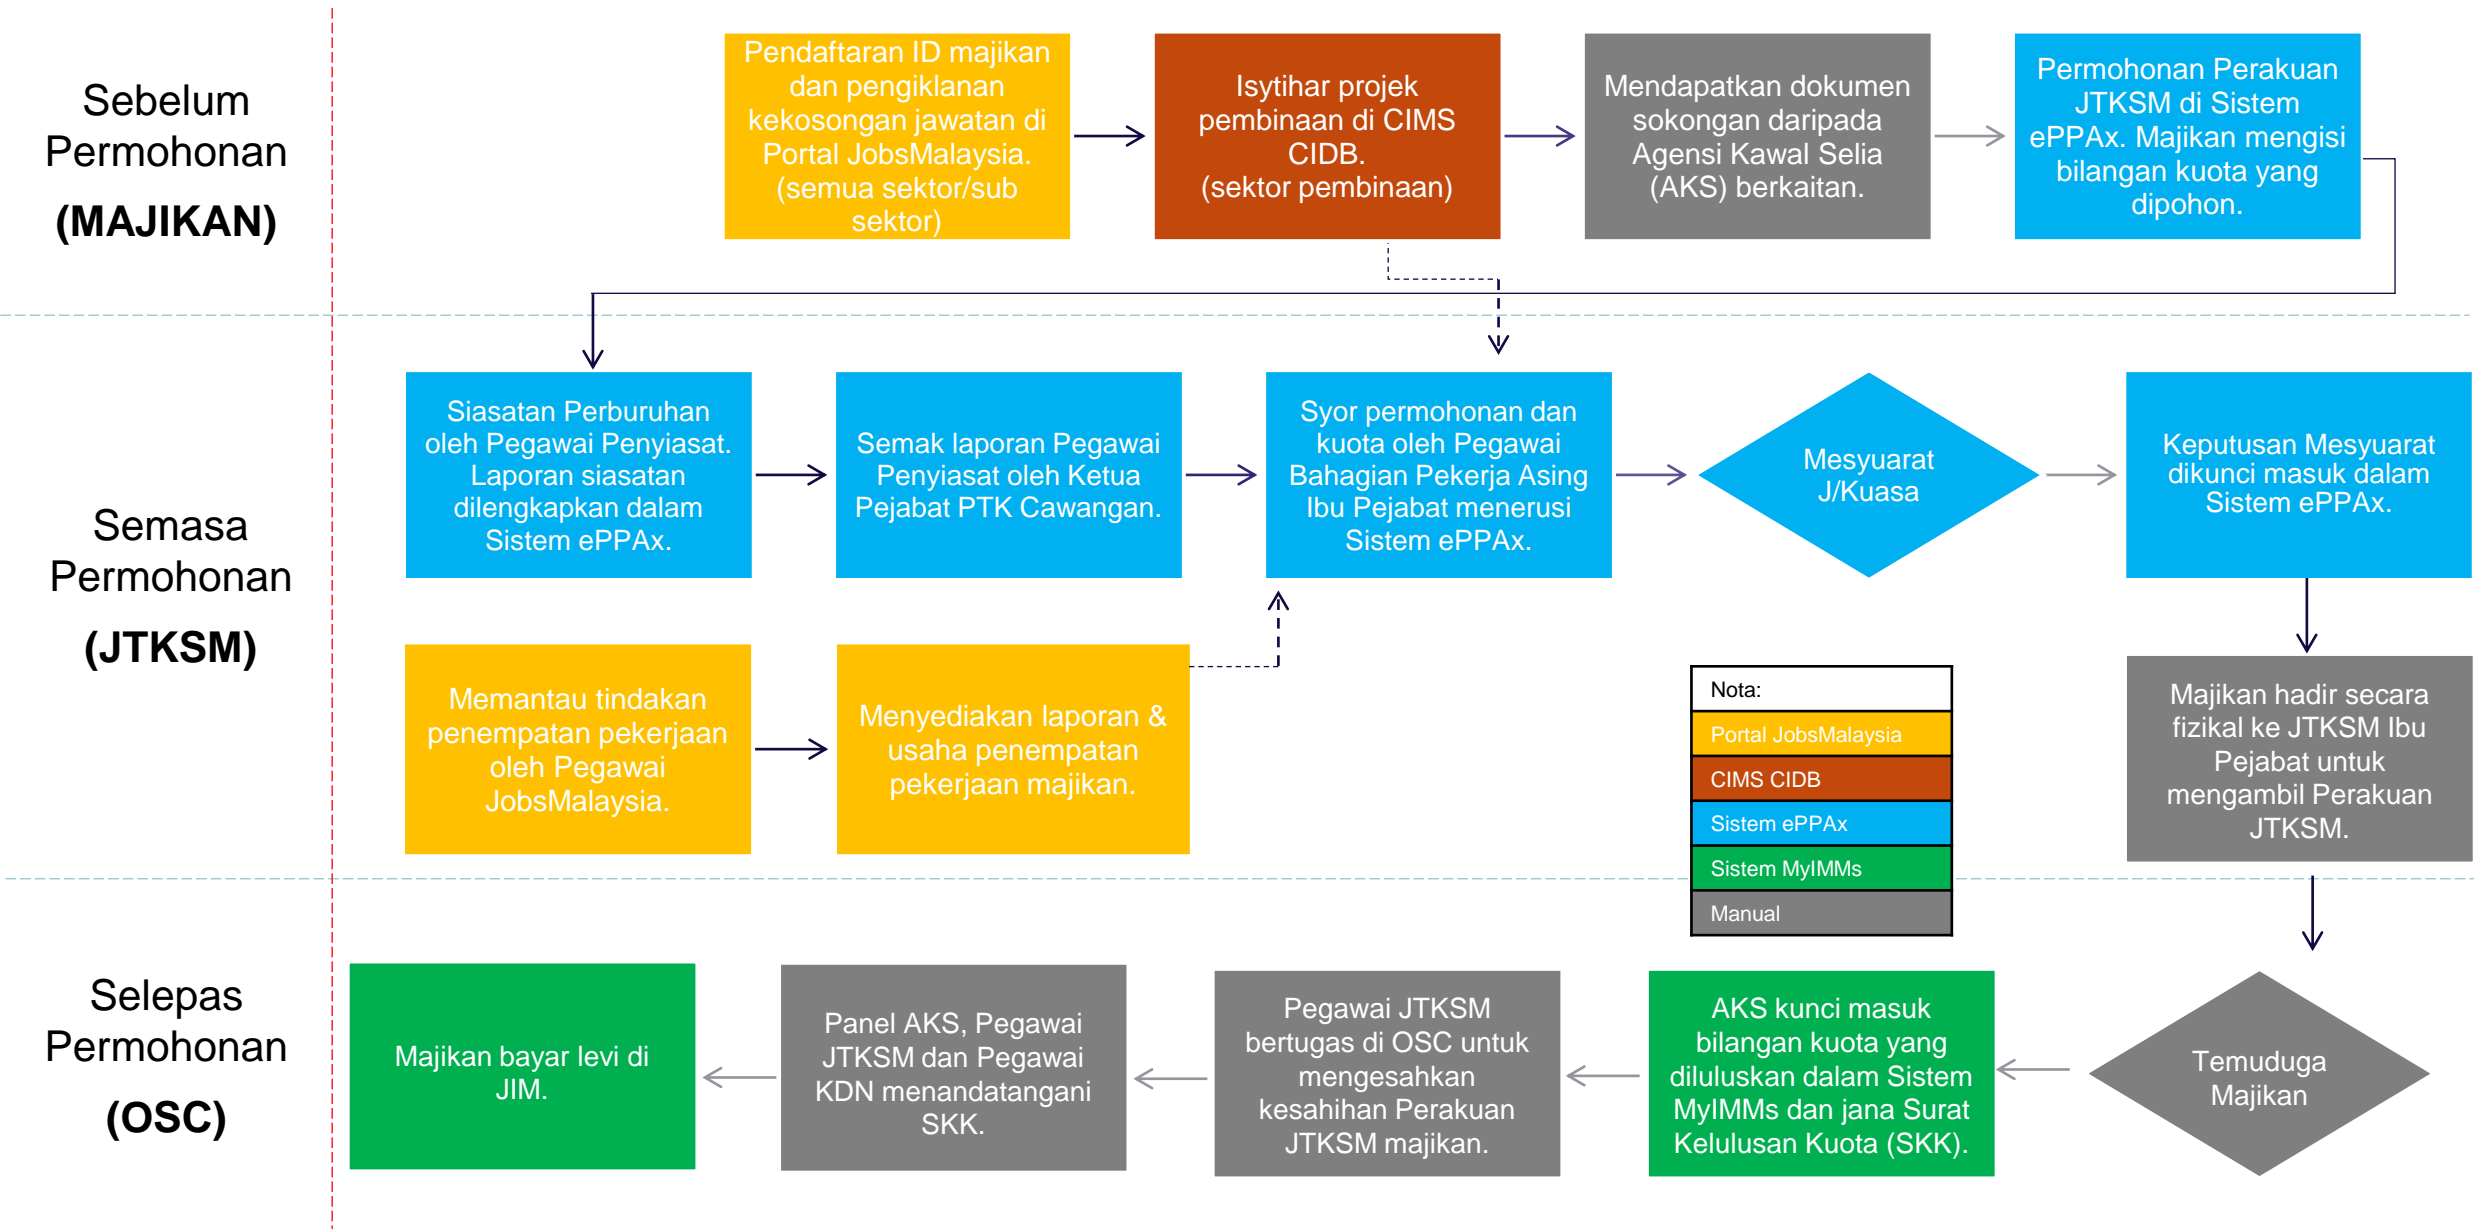 Sebelum
Permohonan
(MAJIKAN)
Pendaftaran ID majikan
dan pengiklanan
kekosongan jawatan di
Portal JobsMalaysia.
(semua sektor/sub
sektor)
Isytihar projek
pembinaan di CIMS
CIDB.
(sektor pembinaan)
Mendapatkan dokumen
sokongan daripada
Agensi Kawal Selia
(AKS) berkaitan.
Permohonan Perakuan
JTKSM di Sistem
ePPAx. Majikan mengisi
bilangan kuota yang
dipohon.
Semasa
Permohonan
(JTKSM)
Siasatan Perburuhan
oleh Pegawai Penyiasat.
Laporan siasatan
dilengkapkan dalam
Sistem ePPAx.
Semak laporan Pegawai
Penyiasat oleh Ketua
Pejabat PTK Cawangan.
Syor permohonan dan
kuota oleh Pegawai
Bahagian Pekerja Asing
Ibu Pejabat menerusi
Sistem ePPAx.
Mesyuarat
J/Kuasa
Keputusan Mesyuarat
dikunci masuk dalam
Sistem ePPAx.
Memantau tindakan
penempatan pekerjaan
oleh Pegawai
JobsMalaysia.
Menyediakan laporan &
usaha penempatan
pekerjaan majikan.
Nota:
Portal JobsMalaysia
CIMS CIDB
Sistem ePPAx
Sistem MyIMMs
Manual
Majikan hadir secara
fizikal ke JTKSM Ibu
Pejabat untuk
mengambil Perakuan
JTKSM.
Selepas
Permohonan
(OSC)
Majikan bayar levi di
JIM.
Panel AKS, Pegawai
JTKSM dan Pegawai
KDN menandatangani
SKK.
Pegawai JTKSM
bertugas di OSC untuk
mengesahkan
kesahihan Perakuan
JTKSM majikan.
AKS kunci masuk
bilangan kuota yang
diluluskan dalam Sistem
MyIMMs dan jana Surat
Kelulusan Kuota (SKK).
Temuduga
Majikan